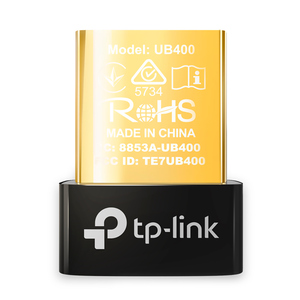 Model: UB400
5734
RoHS
MADE IN CHINA
C: 8853A-UB400
C ID: TE7UB400
tp-link